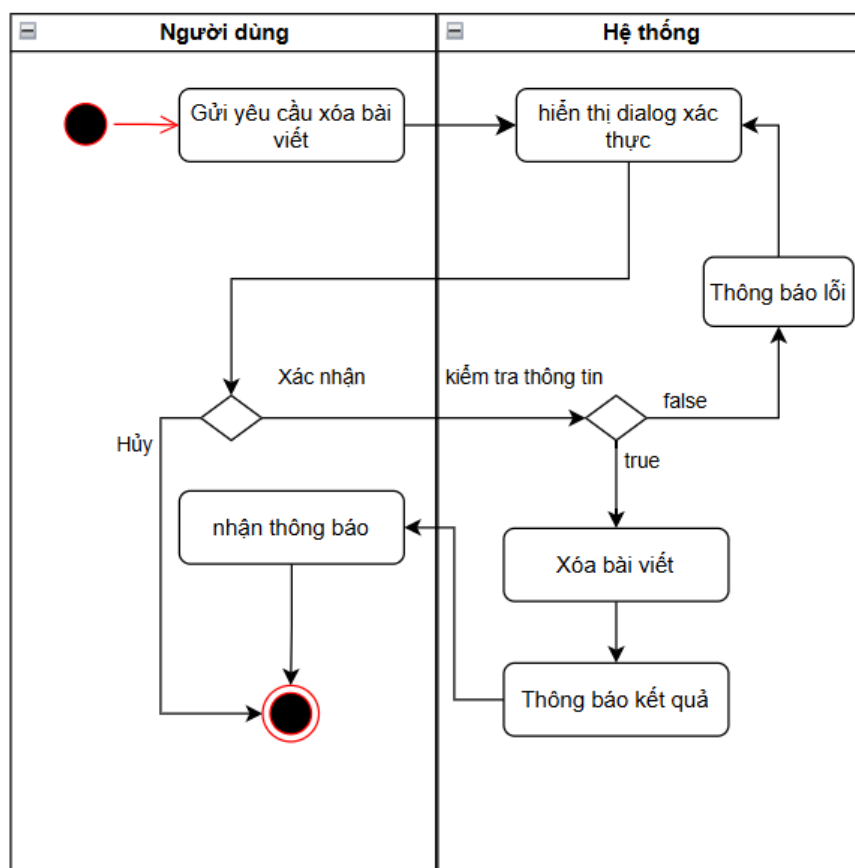 Người dùng
Hệ thống
Gửi yêu cầu xóa bài
viết
hiển thị dialog xác
thực
Thông báo lỗi
Xác nhận
kiểm tra thông tin
false
Hủy
true
nhận thông báo
Xóa bài viết
Thông báo kết quả